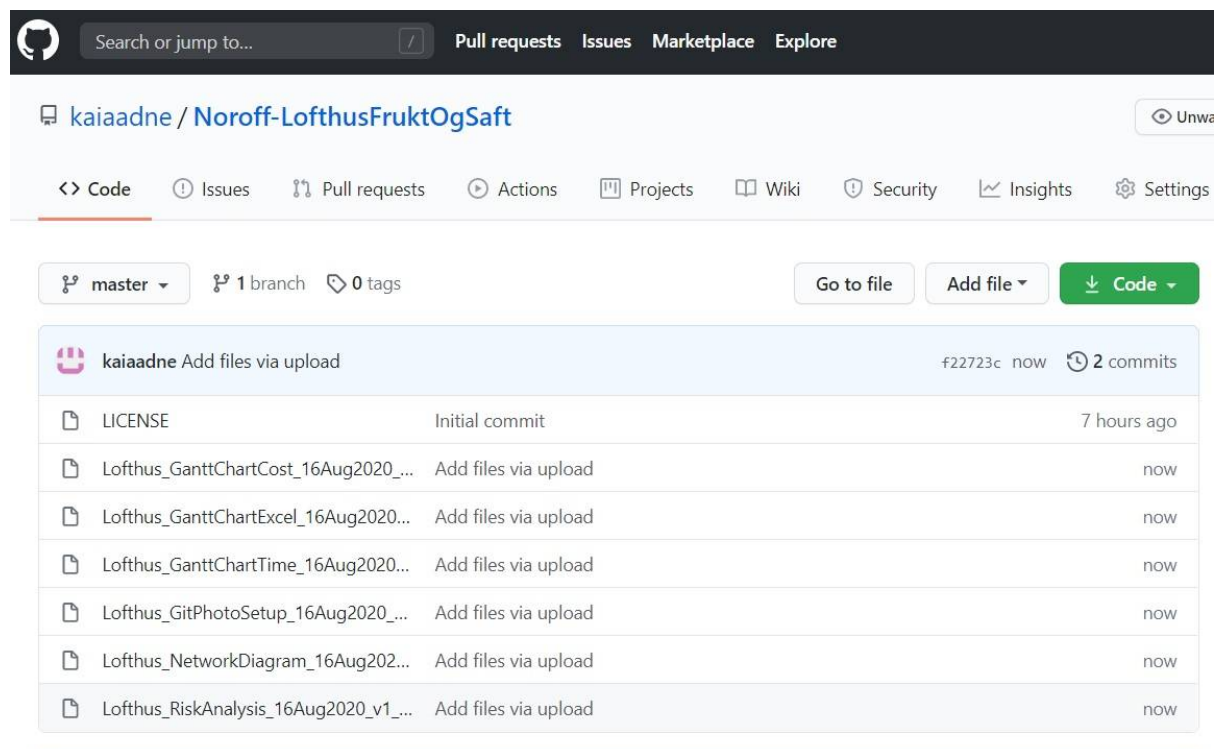 Search or jump to... / Pull requests Issues Marketplace Explore
kaiaadne / Noroff-LofthusFruktOgSaft Unwa
<> Code Issues Pull requests Actions Projects Wiki Security Insights Settings
master 1 branch 0 tags Go to file Add file Code
kaiaadne Add files via upload f22723c now 2 commits
LICENSE Initial commit 7 hours ago
Lofthus_GanttChartCost_16Aug2020_... Add files via upload now
Lofthus_GanttChartExcel_16Aug2020... Add files via upload now
Lofthus_GanttChartTime_16Aug2020... Add files via upload now
Lofthus_GitPhotoSetup_16Aug2020_... Add files via upload now
Lofthus_NetworkDiagram_16Aug202... Add files via upload now
Lofthus_RiskAnalysis_16Aug2020_v1_... Add files via upload now